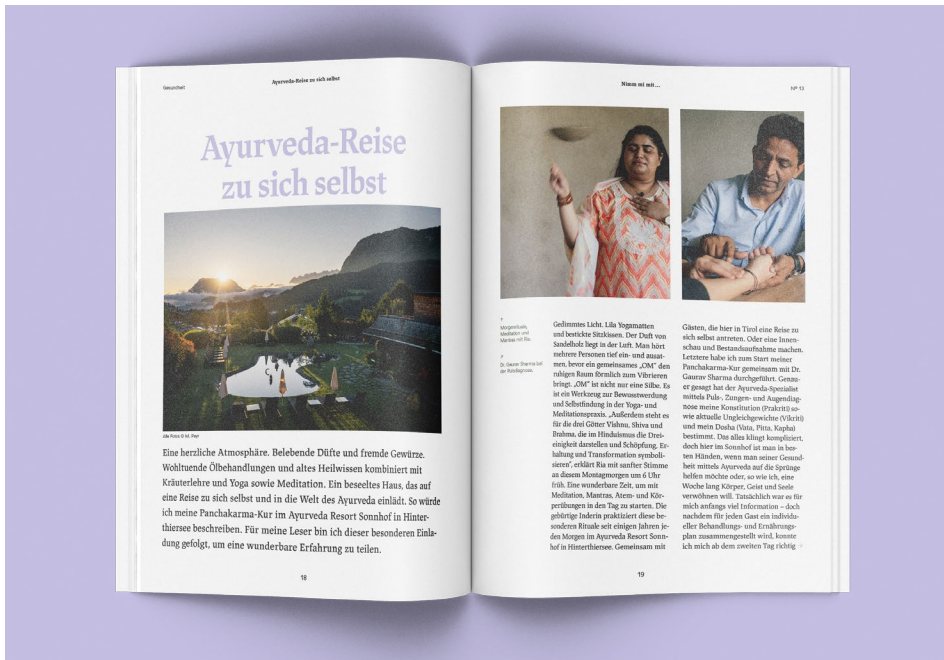 Gesundheit
Ayurveda-Reise zu sich selbst
Ayurveda-Reise
zu sich selbst
Alle Fotos © M. Reyr
Eine herzliche Atmosphäre. Belebende Düfte und fremde Gewürze.
Wohltuende Ölbehandlungen und altes Heilwissen kombiniert mit
Kräuterlehre und Yoga sowie Meditation. Ein beseeltes Haus, das auf
eine Reise zu sich selbst und in die Welt des Ayurveda einlädt. So würde
ich meine Panchakarma-Kur im Ayurveda Resort Sonnhof in Hinter-
thiersee beschreiben. Für meine Leser bin ich dieser besonderen Einla-
dung gefolgt, um eine wunderbare Erfahrung zu teilen.
18
Nimm mi mit…
Nº 13
Morgenrituale,
Meditation und
Mantras mit Ria.
↗
Dr. Gaurav Sharma bei
der Pulsdiagnose.
Gedimmtes Licht. Lila Yogamatten
und bestickte Sitzkissen. Der Duft von
Sandelholz liegt in der Luft. Man hört
mehrere Personen tief ein- und ausat-
men, bevor ein gemeinsames „OM“ den
ruhigen Raum förmlich zum Vibrieren
bringt. „OM“ ist nicht nur eine Silbe. Es
ist ein Werkzeug zur Bewusstwerdung
und Selbstfindung in der Yoga- und
Meditationspraxis. „Außerdem steht es
für die drei Götter Vishnu, Shiva und
Brahma, die im Hinduismus die Drei-
einigkeit darstellen und Schöpfung, Er-
haltung und Transformation symboli-
sieren“, erklärt Ria mit sanfter Stimme
an diesem Montagmorgen um 6 Uhr
früh. Eine wunderbare Zeit, um mit
Meditation, Mantras, Atem- und Kör-
perübungen in den Tag zu starten. Die
gebürtige Inderin praktiziert diese be-
sonderen Rituale seit einigen Jahren je-
den Morgen im Ayurveda Resort Sonn-
hof in Hinterthiersee. Gemeinsam mit
Gästen, die hier in Tirol eine Reise zu
sich selbst antreten. Oder eine Innen-
schau und Bestandsaufnahme machen.
Letztere habe ich zum Start meiner
Panchakarma-Kur gemeinsam mit Dr.
Gaurav Sharma durchgeführt. Genau-
er gesagt hat der Ayurveda-Spezialist
mittels Puls-, Zungen- und Augendiag-
nose meine Konstitution (Prakriti) so-
wie aktuelle Ungleichgewichte (Vikriti)
und mein Dosha (Vata, Pitta, Kapha)
bestimmt. Das alles klingt kompliziert,
doch hier im Sonnhof ist man in bes-
ten Händen, wenn man seiner Gesund-
heit mittels Ayurveda auf die Sprünge
helfen möchte oder, so wie ich, eine
Woche lang Körper, Geist und Seele
verwöhnen will. Tatsächlich war es für
mich anfangs viel Information – doch
nachdem für jeden Gast ein individu-
eller Behandlungs- und Ernährungs-
plan zusammengestellt wird, konnte
ich mich ab dem zweiten Tag richtig →
19